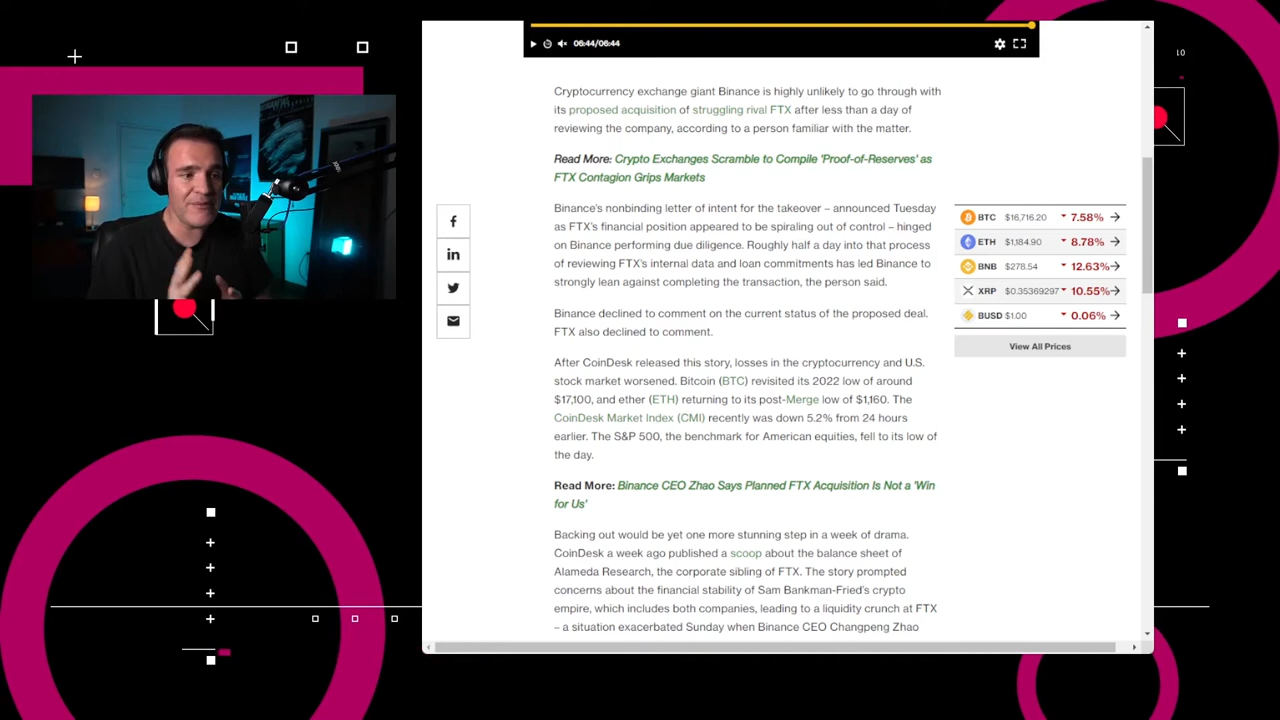 06:44/06:44
Cryptocurrency exchange giant Binance is highly unlikely to go through with
its proposed acquisition of struggling rival FTX after less than a day of
reviewing the company, according to a person familiar with the matter.
Read More: Crypto Exchanges Scramble to Compile 'Proof-of-Reserves' as
FTX Contagion Grips Markets
Binance's nonbinding letter of intent for the takeover – announced Tuesday
as FTX's financial position appeared to be spiraling out of control – hinged
on Binance performing due diligence. Roughly half a day into that process
of reviewing FTX's internal data and loan commitments has led Binance to
strongly lean against completing the transaction, the person said.
Binance declined to comment on the current status of the proposed deal.
FTX also declined to comment.
After CoinDesk released this story, losses in the cryptocurrency and U.S.
stock market worsened. Bitcoin (BTC) revisited its 2022 low of around
$17,100, and ether (ETH) returning to its post-Merge low of $1,160. The
CoinDesk Market Index (CMI) recently was down 5.2% from 24 hours
earlier. The S&P 500, the benchmark for American equities, fell to its low of
the day.
Read More: Binance CEO Zhao Says Planned FTX Acquisition Is Not a 'Win
for Us'
Backing out would be yet one more stunning step in a week of drama.
CoinDesk a week ago published a scoop about the balance sheet of
Alameda Research, the corporate sibling of FTX. The story prompted
concerns about the financial stability of Sam Bankman-Fried's crypto
empire, which includes both companies, leading to a liquidity crunch at FTX
– a situation exacerbated Sunday when Binance CEO Changpeng Zhao
BTC $16,716.20 7.58%
ETH $1,184.90 8.78%
BNB $278.54 12.63%
XRP $0.35369297 10.55%
BUSD $1.00 0.06%
View All Prices
10